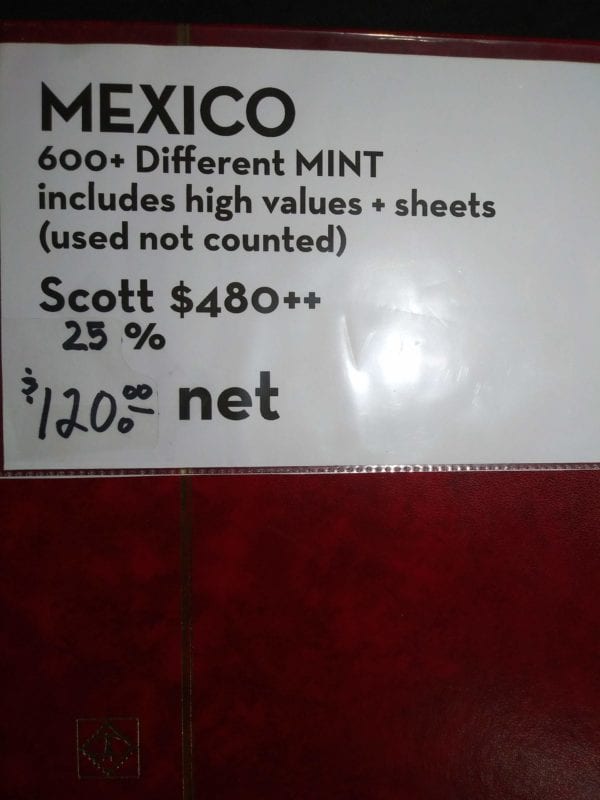 MEXICO
600+ Different MINT
includes high values + sheets
(used not counted)
Scott $480++
25 %
$120.00 net